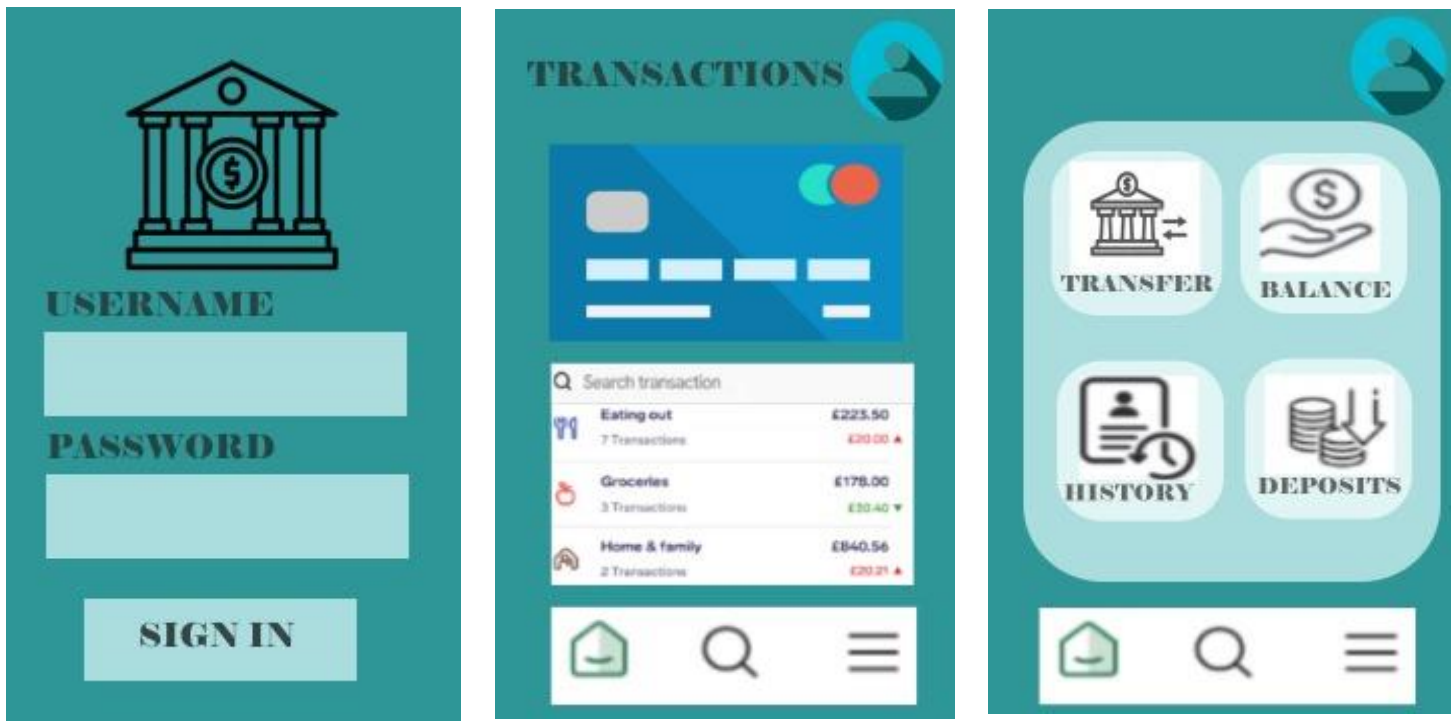 USERNAME
PASSWORD
SIGN IN
TRANSACTIONS
Search transaction
Eating out £223.50
7 Transactions £20.00
Groceries £178.00
3 Transactions £30.40
Home & family £840.56
2 Transactions £20.21
TRANSFER
BALANCE
HISTORY
DEPOSITS